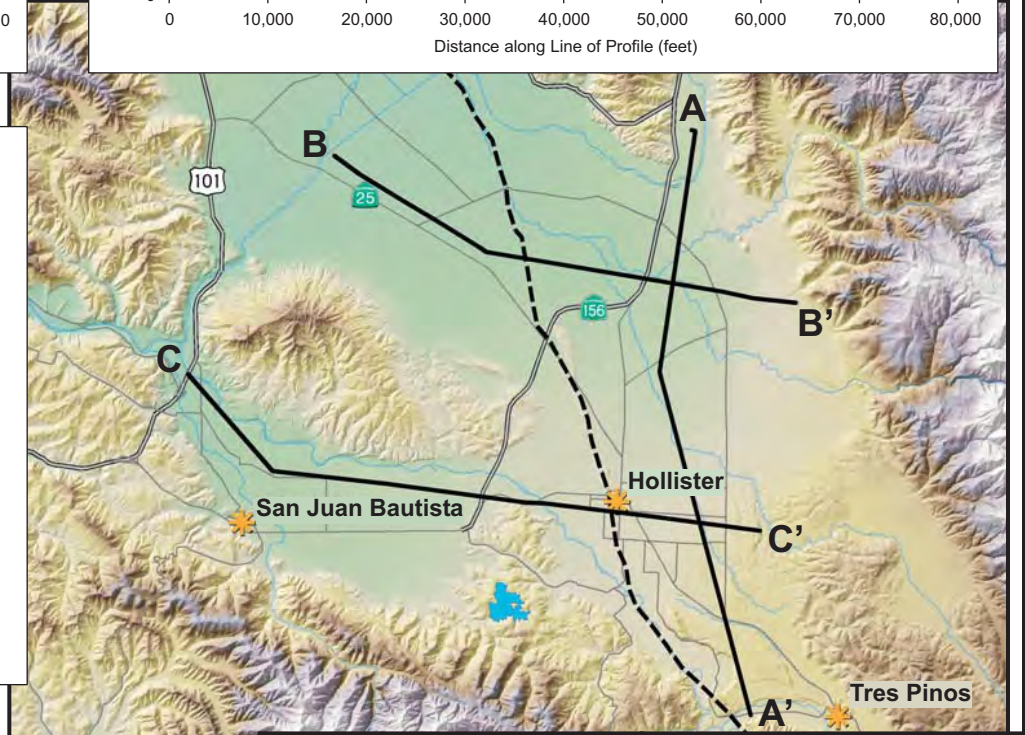 0
0 10,000 20,000 30,000 40,000 50,000 60,000 70,000 80,000
Distance along Line of Profile (feet)
A
B
101
25
156
B’
C
Hollister
San Juan Bautista
C’
Tres Pinos
A’